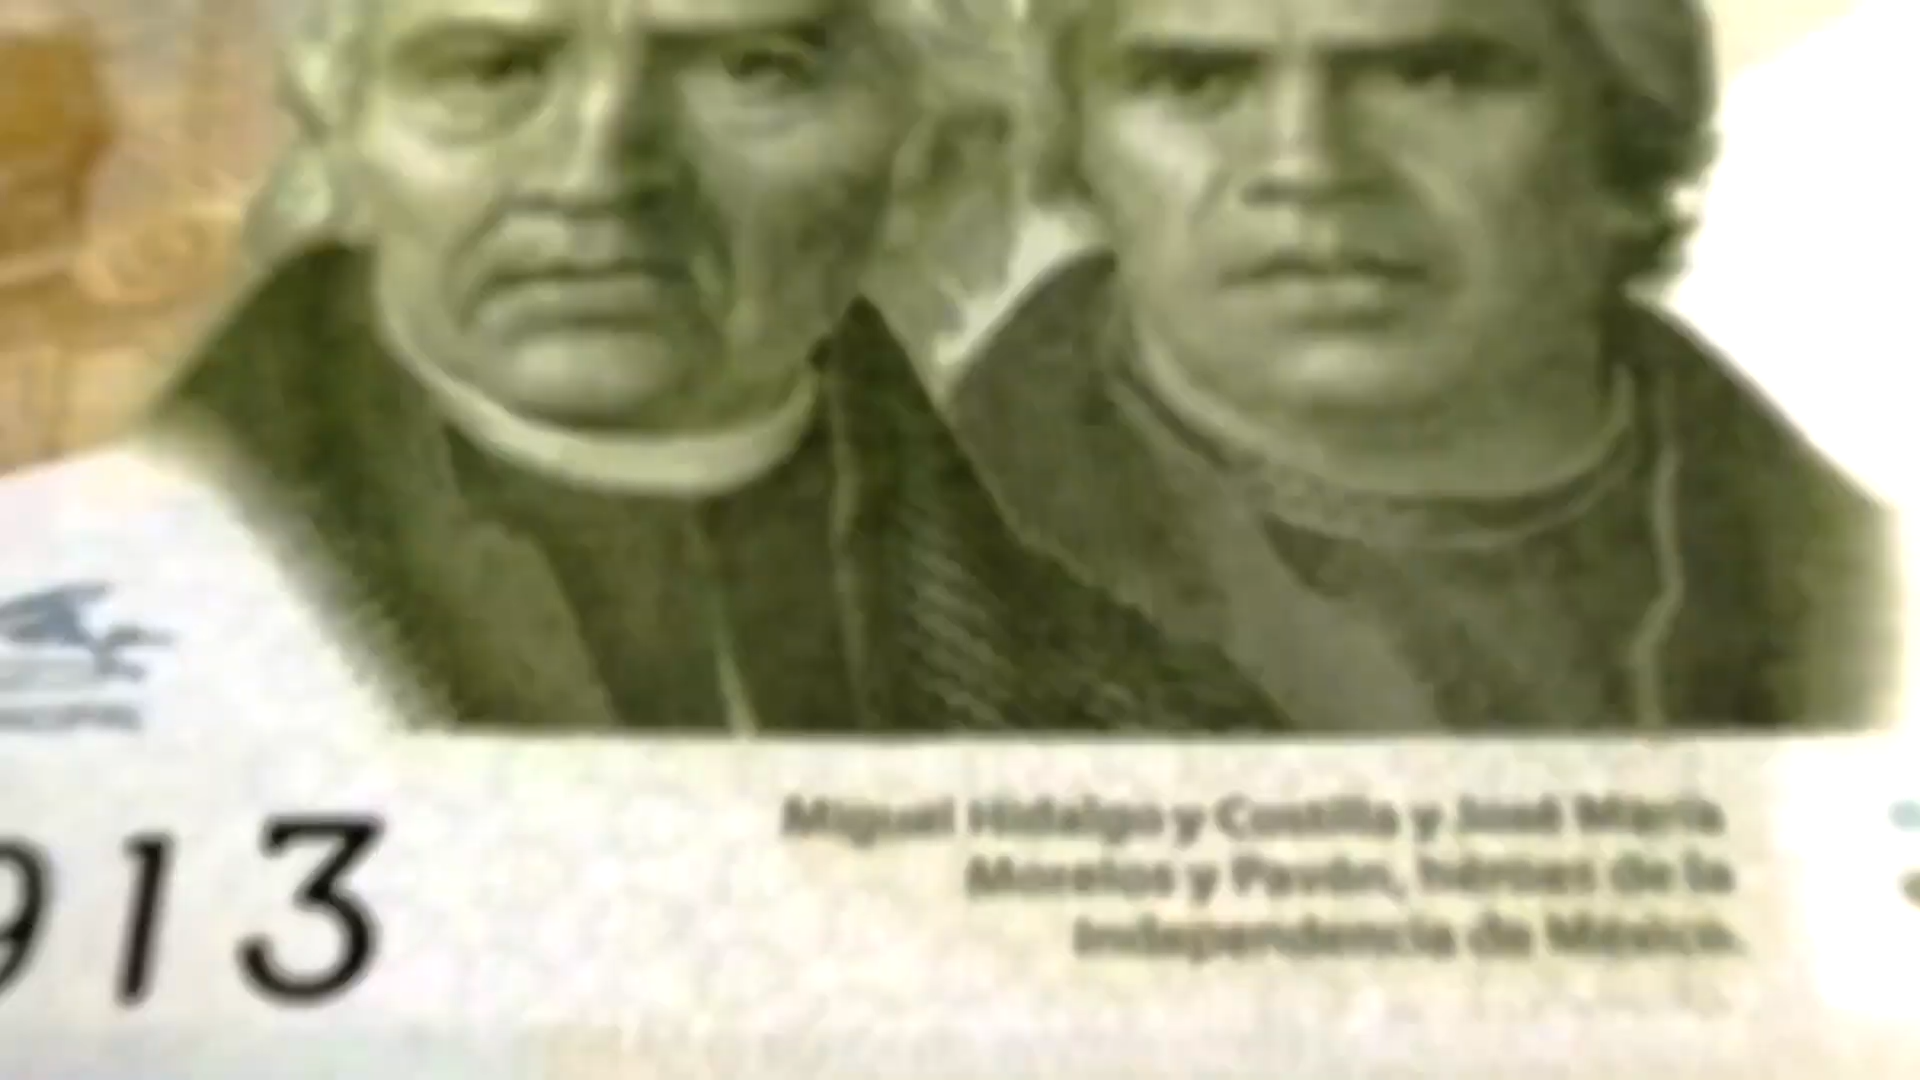 Miguel Hidalgo y Costilla y José María
Morelos y Pavón, héroes de la
Independencia de México.
913